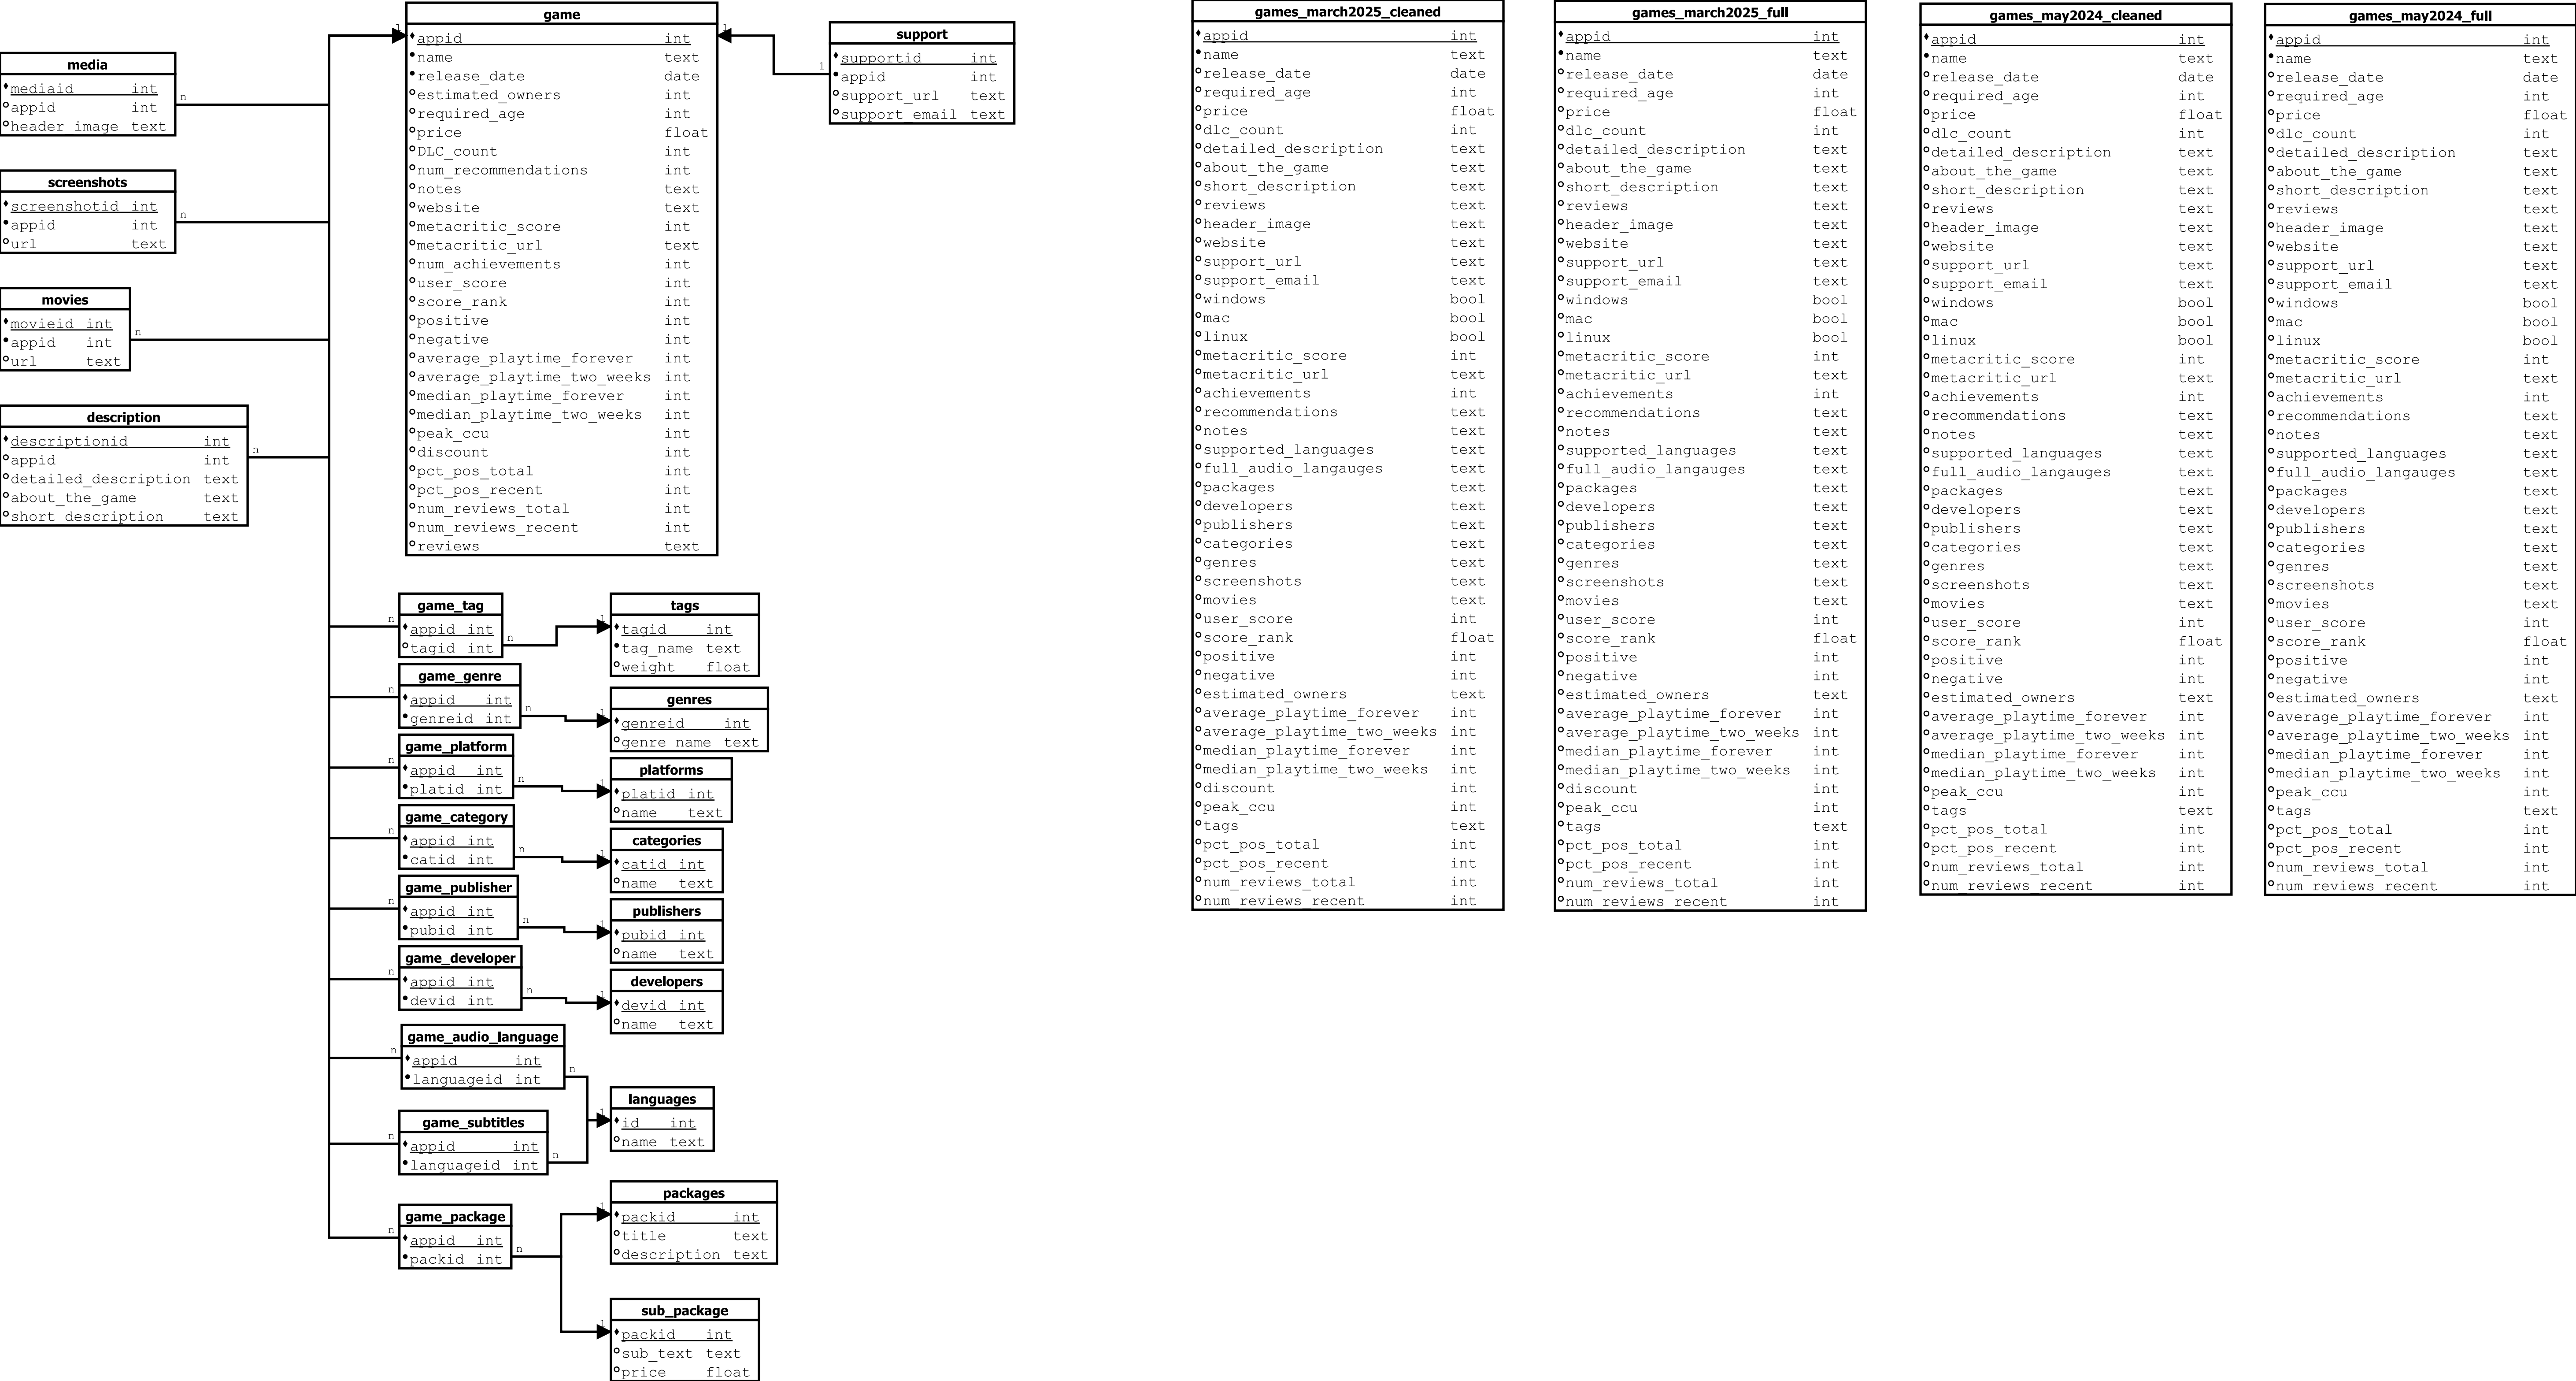 game
appid int
name text
release_date date
estimated_owners int
required_age int
price float
DLC_count int
num_recommendations int
notes text
website text
metacritic_score int
metacritic_url text
num_achievements int
user_score int
score_rank int
positive int
negative int
average_playtime_forever int
average_playtime_two_weeks int
median_playtime_forever int
median_playtime_two_weeks int
peak_ccu int
discount int
pct_pos_total int
pct_pos_recent int
num_reviews_total int
num_reviews_recent int
reviews text
1
1
support
supportid int
appid int
support_url text
support_email text
1
media
mediaid int
appid int
header_image text
n
screenshots
screenshotid int
appid int
url text
n
movies
movieid int
appid int
url text
n
description
descriptionid int
appid int
detailed_description text
about_the_game text
short_description text
n
game_tag
n
appid int
tagid int
n
tags
1
tagid int
tag_name text
weight float
game_genre
n
appid int
genreid int
n
genres
1
genreid int
genre_name text
game_platform
n
appid int
platid int
n
platforms
1
platid int
name text
game_category
n
appid int
catid int
n
categories
1
catid int
name text
game_publisher
n
appid int
pubid int
n
publishers
1
pubid int
name text
game_developer
n
appid int
devid int
n
developers
1
devid int
name text
game_audio_language
n
appid int
languageid int
n
languages
1
id int
name text
game_subtitles
n
appid int
languageid int
n
game_package
n
appid int
packid int
n
packages
1
packid int
title text
description text
sub_package
1
packid int
sub_text text
price float
games_march2025_cleaned
appid int
name text
release_date date
required_age int
price float
dlc_count int
detailed_description text
about_the_game text
short_description text
reviews text
header_image text
website text
support_url text
support_email text
windows bool
mac bool
linux bool
metacritic_score int
metacritic_url text
achievements int
recommendations text
notes text
supported_languages text
full_audio_langauges text
packages text
developers text
publishers text
categories text
genres text
screenshots text
movies text
user_score int
score_rank float
positive int
negative int
estimated_owners text
average_playtime_forever int
average_playtime_two_weeks int
median_playtime_forever int
median_playtime_two_weeks int
discount int
peak_ccu int
tags text
pct_pos_total int
pct_pos_recent int
num_reviews_total int
num_reviews_recent int
games_march2025_full
appid int
name text
release_date date
required_age int
price float
dlc_count int
detailed_description text
about_the_game text
short_description text
reviews text
header_image text
website text
support_url text
support_email text
windows bool
mac bool
linux bool
metacritic_score int
metacritic_url text
achievements int
recommendations text
notes text
supported_languages text
full_audio_langauges text
packages text
developers text
publishers text
categories text
genres text
screenshots text
movies text
user_score int
score_rank float
positive int
negative int
estimated_owners text
average_playtime_forever int
average_playtime_two_weeks int
median_playtime_forever int
median_playtime_two_weeks int
discount int
peak_ccu int
tags text
pct_pos_total int
pct_pos_recent int
num_reviews_total int
num_reviews_recent int
games_may2024_cleaned
appid int
name text
release_date date
required_age int
price float
dlc_count int
detailed_description text
about_the_game text
short_description text
reviews text
header_image text
website text
support_url text
support_email text
windows bool
mac bool
linux bool
metacritic_score int
metacritic_url text
achievements int
recommendations text
notes text
supported_languages text
full_audio_langauges text
packages text
developers text
publishers text
categories text
genres text
screenshots text
movies text
user_score int
score_rank float
positive int
negative int
estimated_owners text
average_playtime_forever int
average_playtime_two_weeks int
median_playtime_forever int
median_playtime_two_weeks int
peak_ccu int
tags text
pct_pos_total int
pct_pos_recent int
num_reviews_total int
num_reviews_recent int
games_may2024_full
appid int
name text
release_date date
required_age int
price float
dlc_count int
detailed_description text
about_the_game text
short_description text
reviews text
header_image text
website text
support_url text
support_email text
windows bool
mac bool
linux bool
metacritic_score int
metacritic_url text
achievements int
recommendations text
notes text
supported_languages text
full_audio_langauges text
packages text
developers text
publishers text
categories text
genres text
screenshots text
movies text
user_score int
score_rank float
positive int
negative int
estimated_owners text
average_playtime_forever int
average_playtime_two_weeks int
median_playtime_forever int
median_playtime_two_weeks int
peak_ccu int
tags text
pct_pos_total int
pct_pos_recent int
num_reviews_total int
num_reviews_recent int